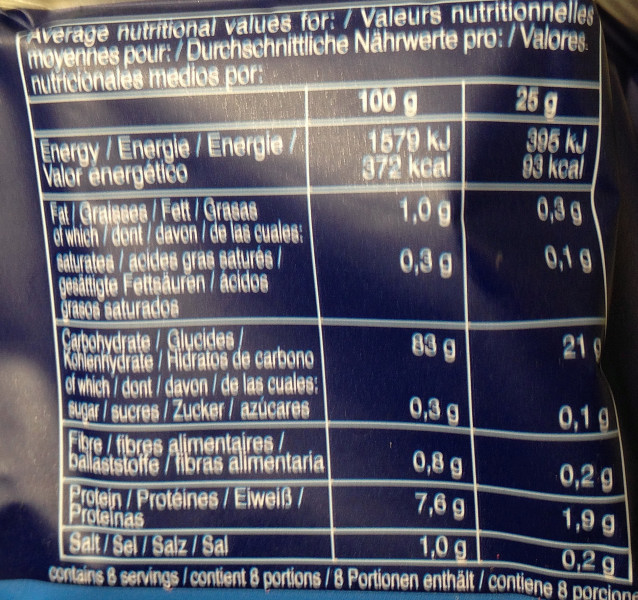 Average nutritional values for: / Valeurs nutritionnelles
moyennes pour: / Durchschnittliche Nährwerte pro: / Valores
nutricionales medios por:
100 g 25 g
Energy / Energie / Energie / 1579 kJ 395 kJ
Valor energético 372 kcal 93 kcal
Fat / Graisses / Fett / Grasas 1,0 g 0,3 g
of which / dont / davon / de las cuales:
saturates / acides gras saturés / 0,3 g 0,1 g
gesättigte Fettsäuren / ácidos
grasos saturados
Carbohydrate / Glucides / 83 g 21 g
Kohlenhydrate / Hidratos de carbono
of which / dont / davon / de las cuales:
sugar / sucres / Zucker / azúcares 0,3 g 0,1 g
Fibre / fibres alimentaires / 0,8 g 0,2 g
ballaststoffe / fibras alimentaria
Protein / Protéines / Eiweiß / 7,6 g 1,9 g
Proteínas
Salt / Sel / Salz / Sal 1,0 g 0,2 g
contains 8 servings / contient 8 portions / 8 Portionen enthält / contiene 8 porcione